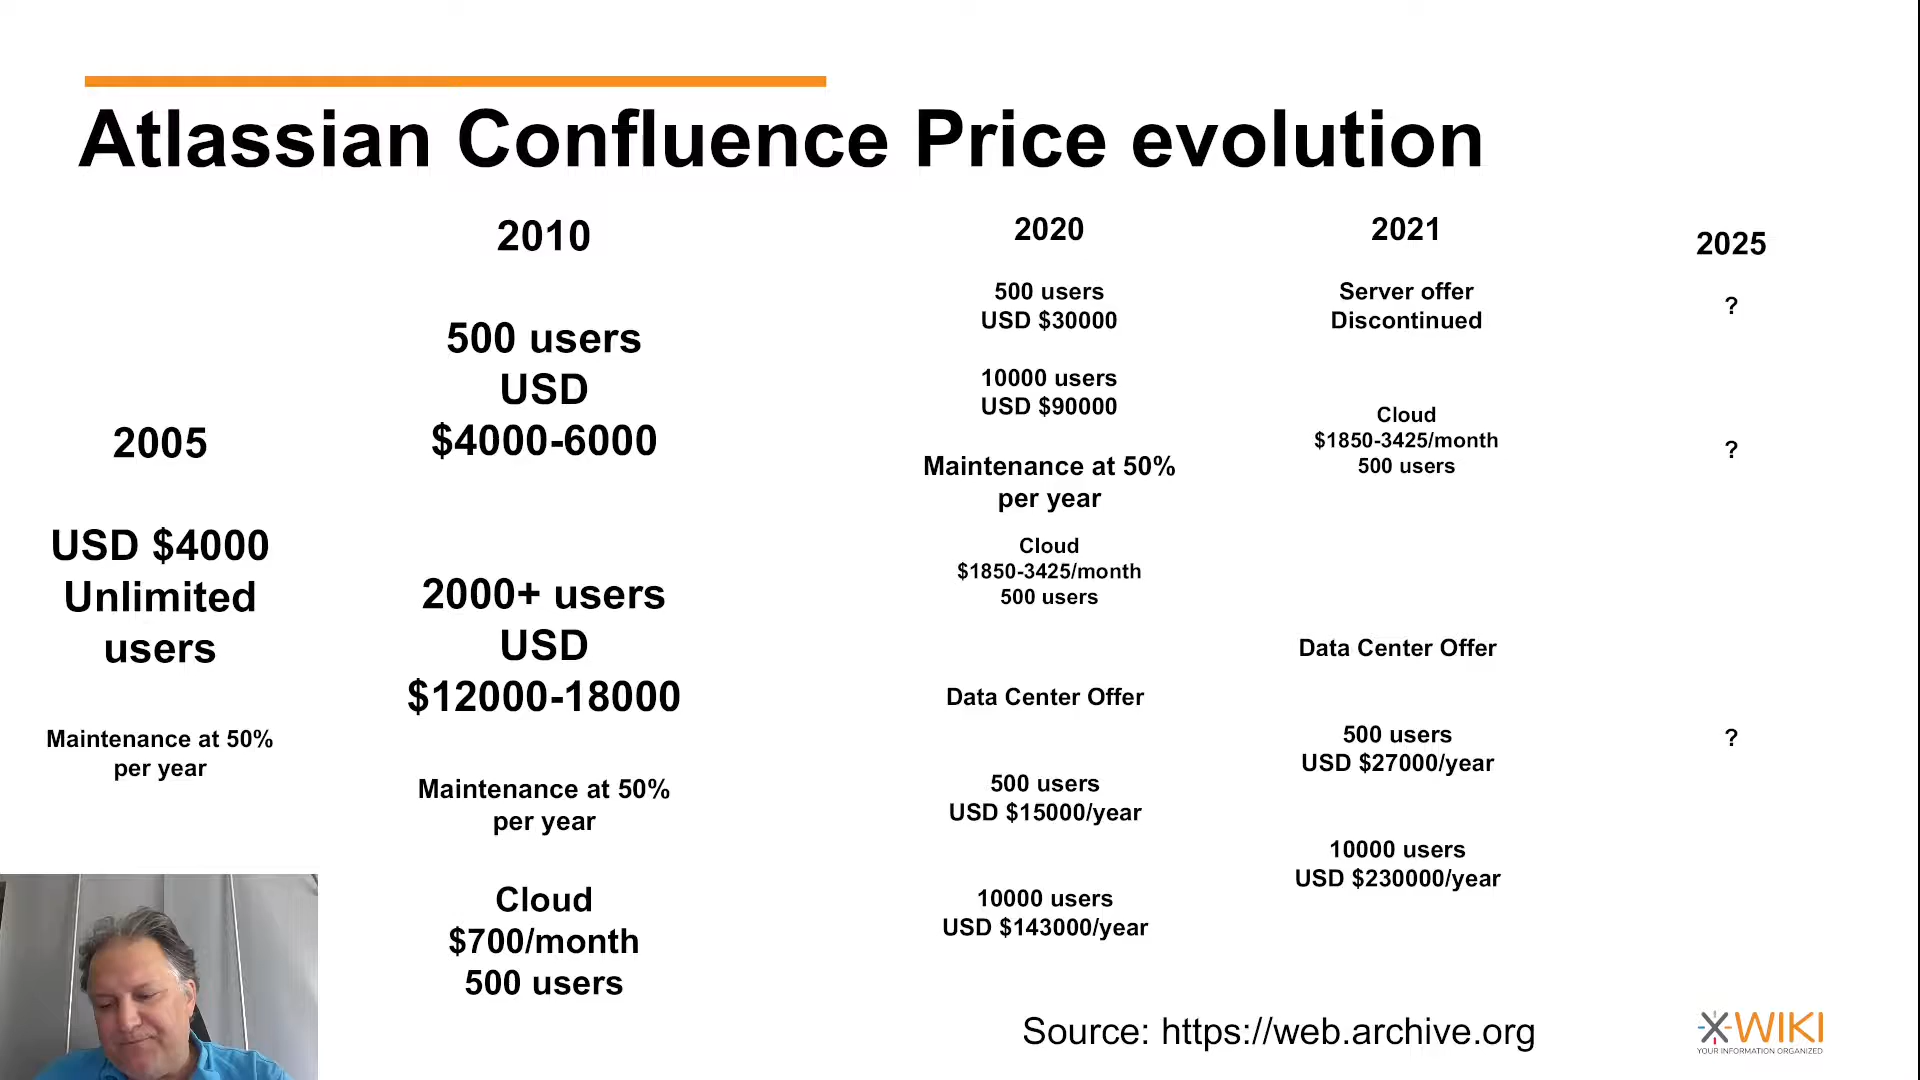 Atlassian Confluence Price evolution
2005
USD $4000
Unlimited
users
Maintenance at 50%
per year
2010
500 users
USD
$4000-6000
2000+ users
USD
$12000-18000
Maintenance at 50%
per year
Cloud
$700/month
500 users
2020
500 users
USD $30000
10000 users
USD $90000
Maintenance at 50%
per year
Cloud
$1850-3425/month
500 users
Data Center Offer
500 users
USD $15000/year
10000 users
USD $143000/year
2021
Server offer
Discontinued
Cloud
$1850-3425/month
500 users
Data Center Offer
500 users
USD $27000/year
10000 users
USD $230000/year
2025
?
?
?
Source: https://web.archive.org
XWIKI
YOUR INFORMATION ORGANIZED